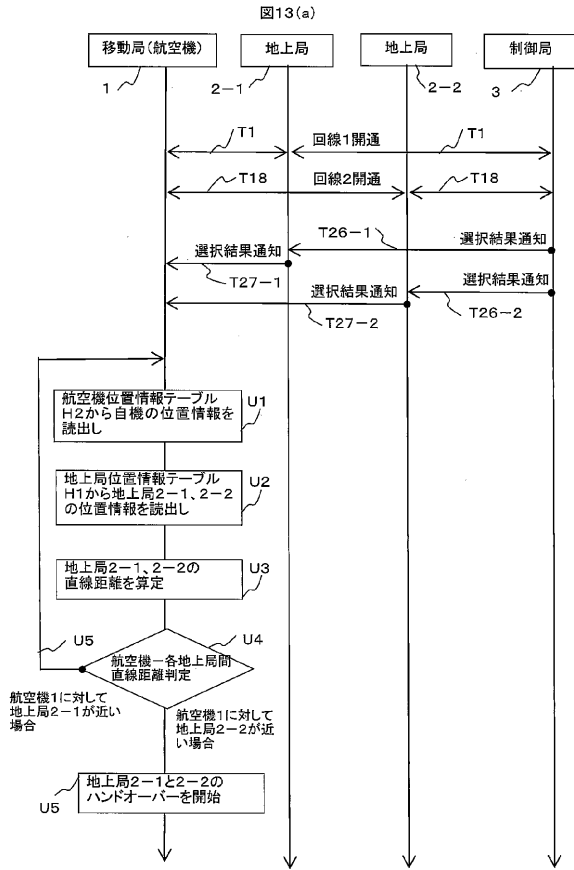 図13(a)
移動局(航空機)
地上局
地上局
制御局
1
2-1
2-2
3
T1
回線1開通
T1
T18
回線2開通
T18
T26-1
選択結果通知
選択結果通知
T27-1
選択結果通知
選択結果通知
T26-2
T27-2
航空機位置情報テーブル
H2から自機の位置情報を
読出し
U1
地上局位置情報テーブル
H1から地上局2-1、2-2
の位置情報を読出し
U2
地上局2-1、2-2の
直線距離を算定
U3
U5
U4
航空機-各地上局間
直線距離判定
航空機1に対して
地上局2-1が近い
場合
航空機1に対して
地上局2-2が近
い場合
地上局2-1と2-2の
ハンドオーバーを開始
U5